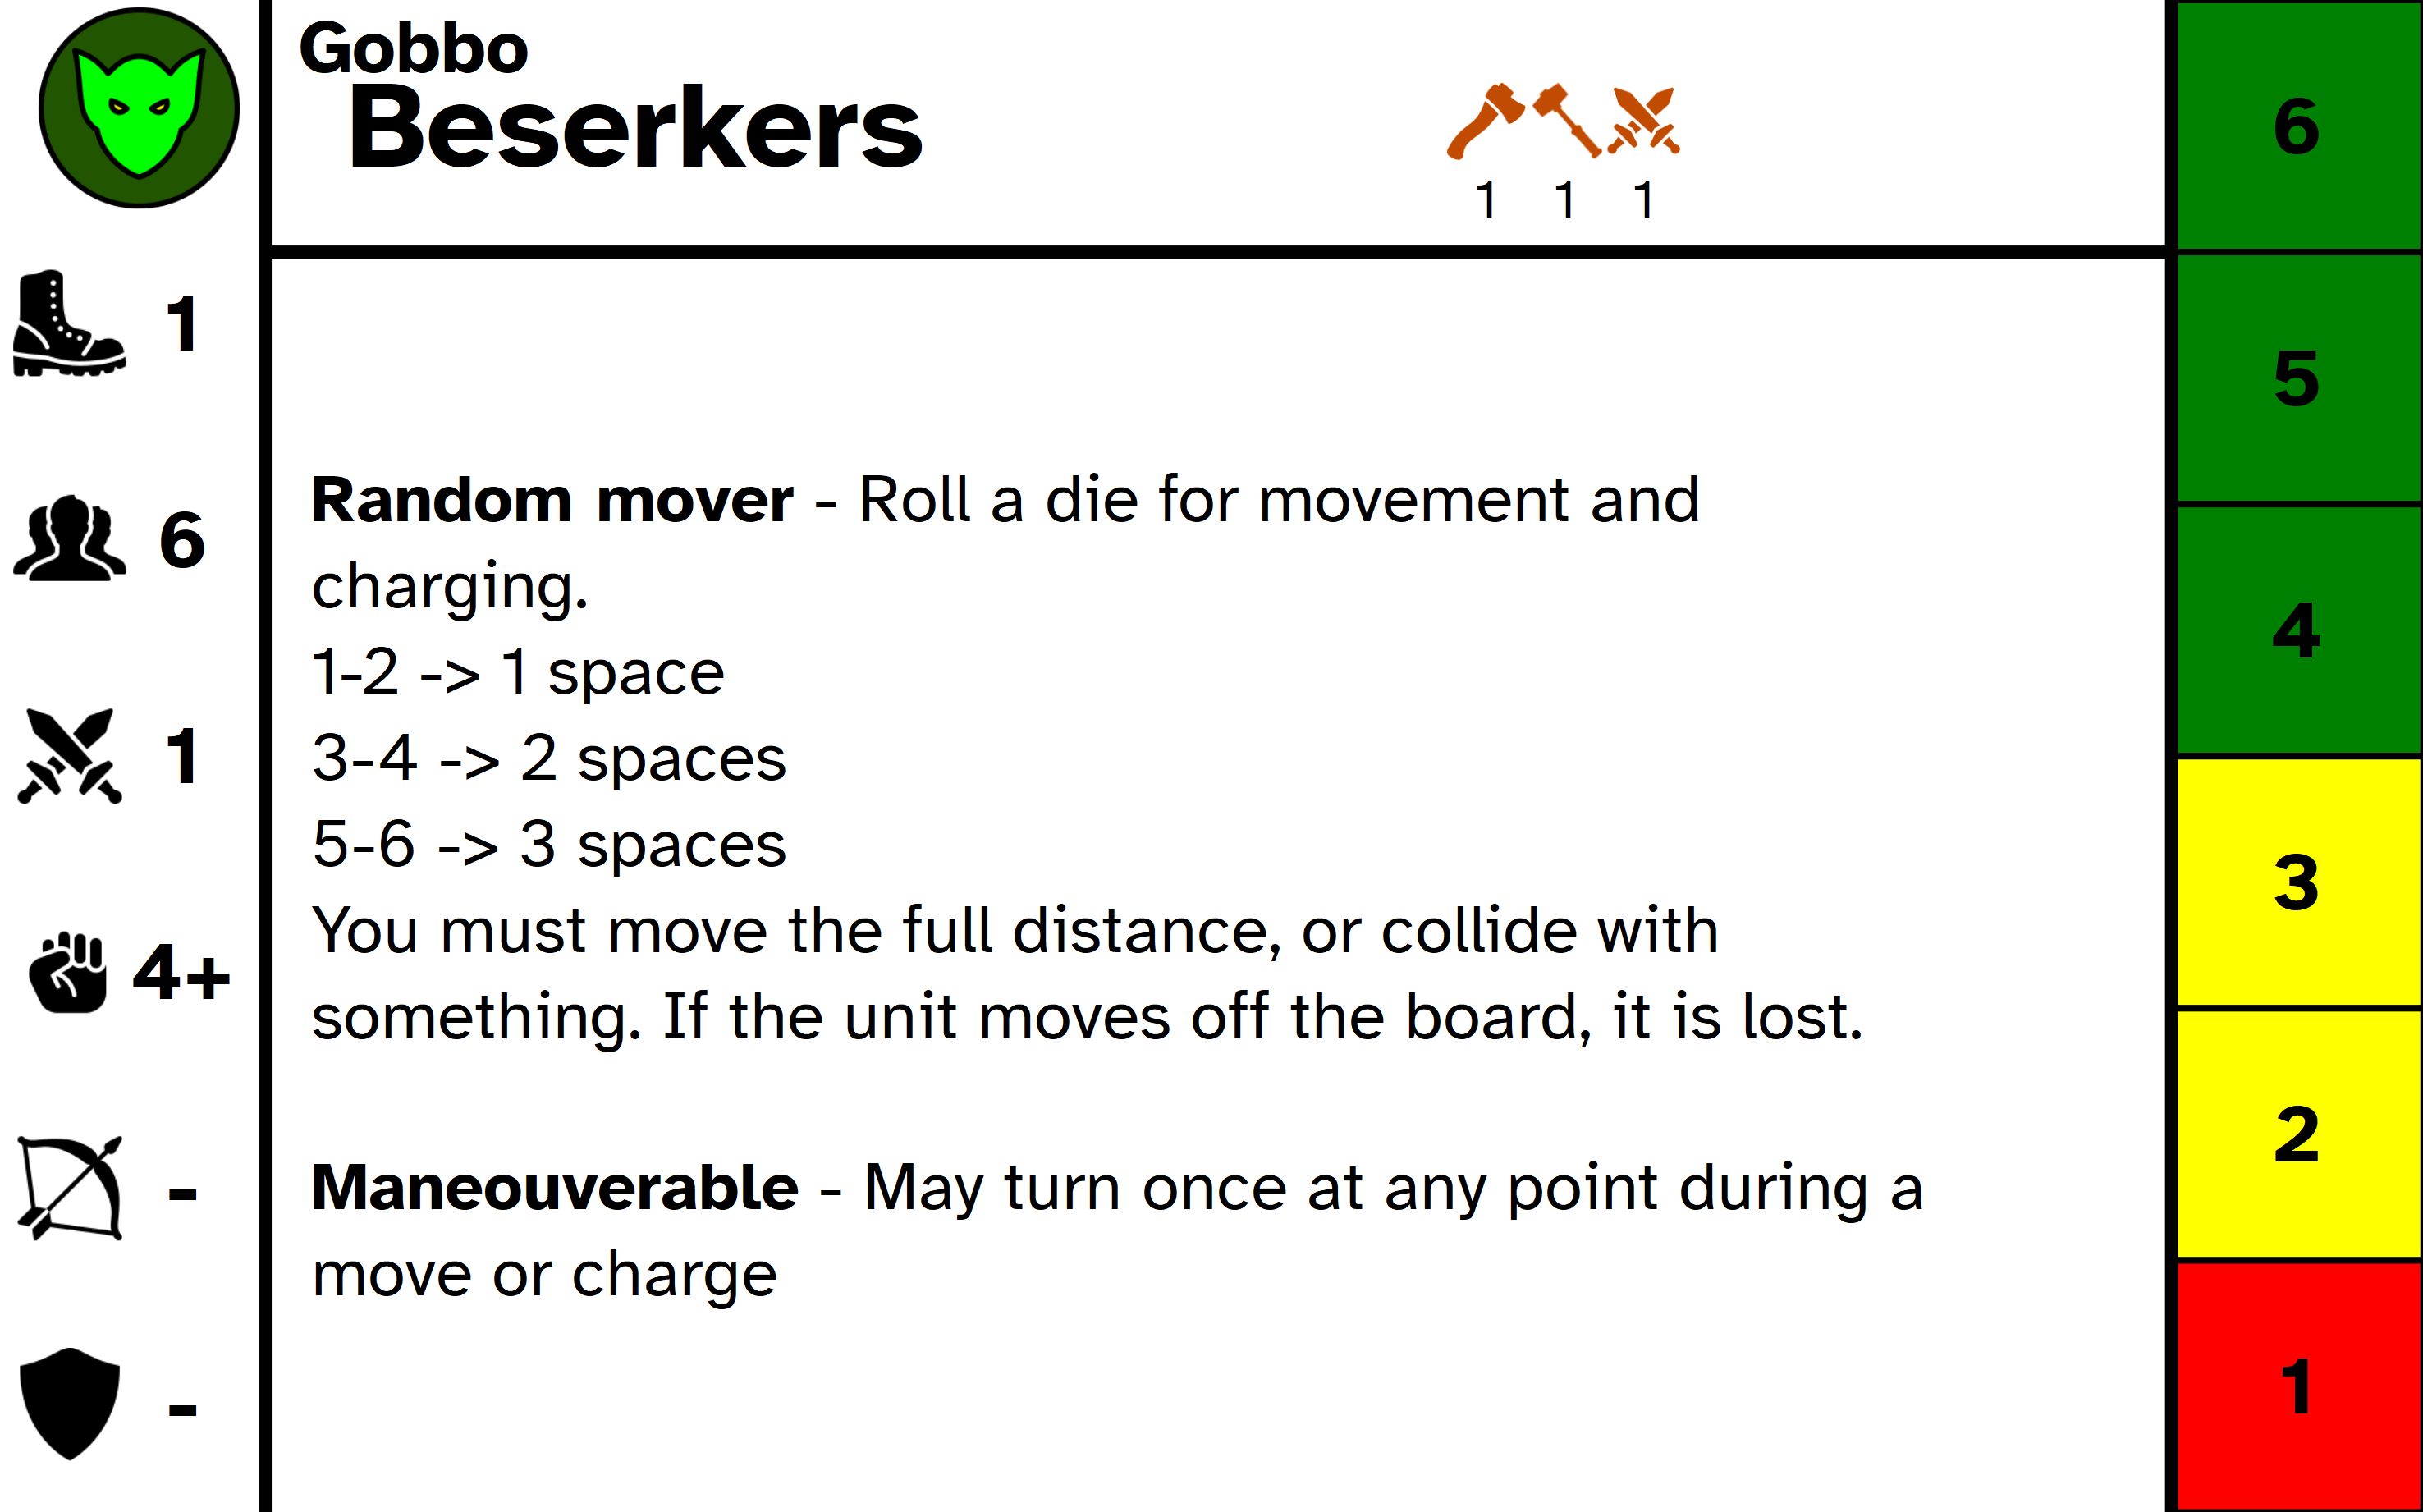 Gobbo
Beserkers
1 1 1
1
6
1
4+
-
-
Random mover - Roll a die for movement and
charging.
1-2 -> 1 space
3-4 -> 2 spaces
5-6 -> 3 spaces
You must move the full distance, or collide with
something. If the unit moves off the board, it is lost.
Maneouverable - May turn once at any point during a
move or charge
6
5
4
3
2
1